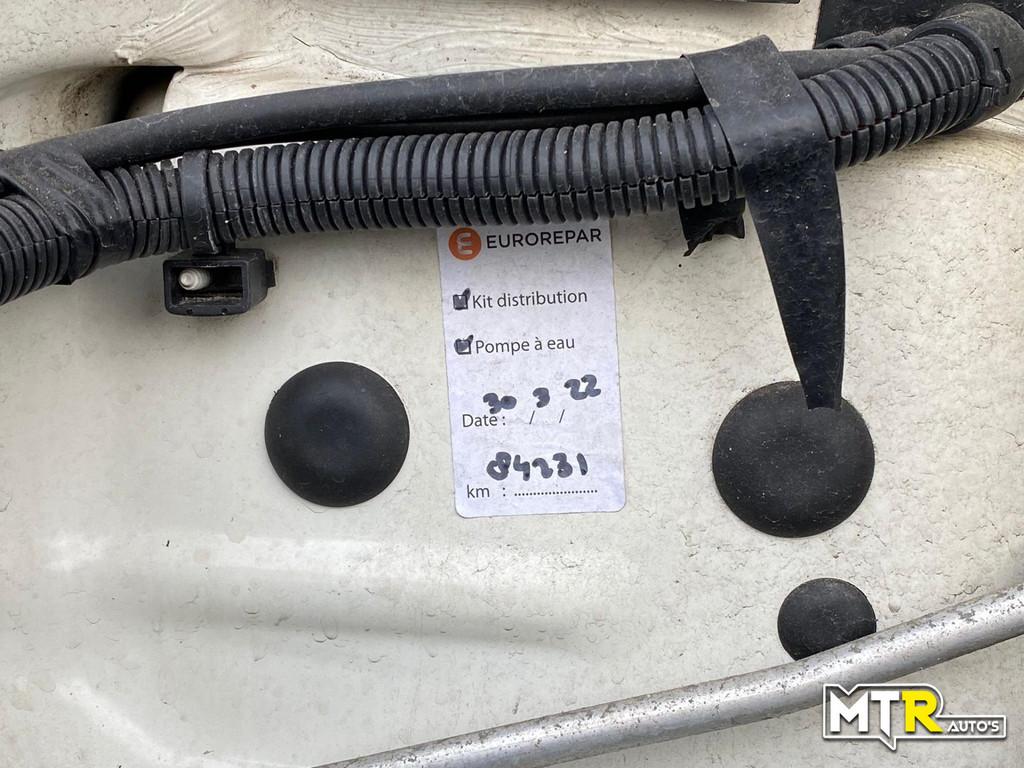 EUROREPAR
Kit distribution
Pompe à eau
30 3 22
Date : / /
84231
km : ......................
MTR AUTO'S